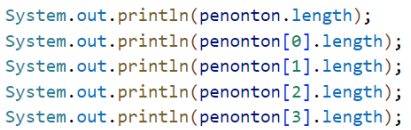 System.out.println(penonton.length);
System.out.println(penonton[0].length);
System.out.println(penonton[1].length);
System.out.println(penonton[2].length);
System.out.println(penonton[3].length);